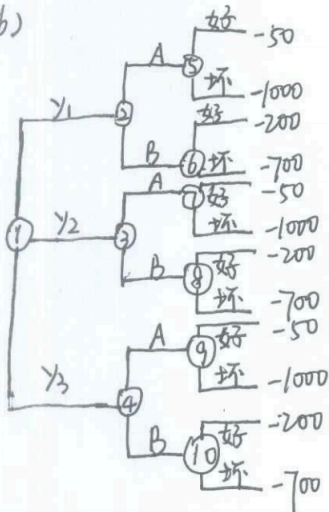 b)
好 -50
A ⑤
坏 -1000
y₁ ②
好 -200
B ⑥
坏 -700
①
A ⑦
好 -50
坏 -1000
y₂ ③
B ⑧
好 -200
坏 -700
A ⑨
好 -50
坏 -1000
y₃ ④
B ⑩
好 -200
坏 -700